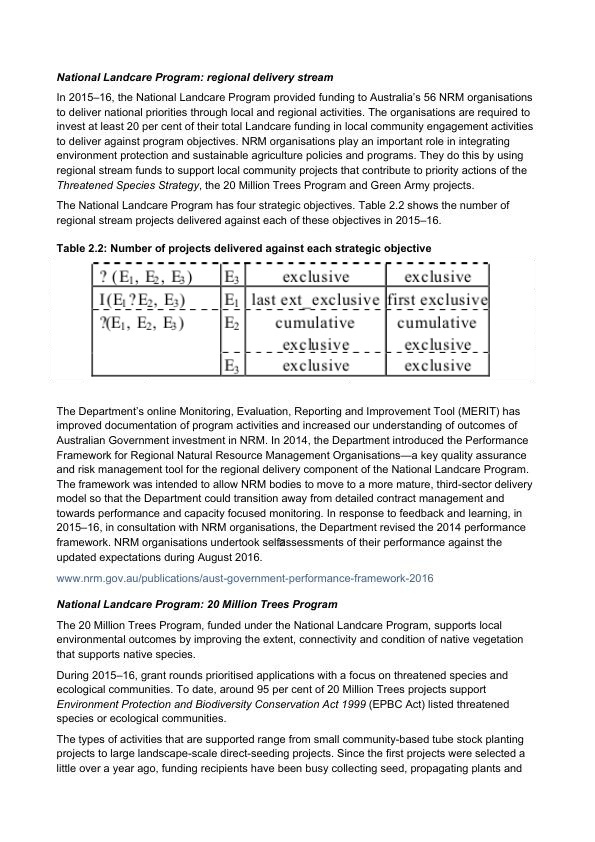 National Landcare Program: regional delivery stream
In 2015–16, the National Landcare Program provided funding to Australia's 56 NRM organisations
to deliver national priorities through local and regional activities. The organisations are required to
invest at least 20 per cent of their total Landcare funding in local community engagement activities
to deliver against program objectives. NRM organisations play an important role in integrating
environment protection and sustainable agriculture policies and programs. They do this by using
regional stream funds to support local community projects that contribute to priority actions of the
Threatened Species Strategy, the 20 Million Trees Program and Green Army projects.
The National Landcare Program has four strategic objectives. Table 2.2 shows the number of
regional stream projects delivered against each of these objectives in 2015–16.
Table 2.2: Number of projects delivered against each strategic objective
? (E1, E2, E3) E3 exclusive exclusive
I(E1?E2, E3) E1 last ext_exclusive first exclusive
?(E1, E2, E3) E2 cumulative cumulative
exclusive exclusive
E3 exclusive exclusive
The Department's online Monitoring, Evaluation, Reporting and Improvement Tool (MERIT) has
improved documentation of program activities and increased our understanding of outcomes of
Australian Government investment in NRM. In 2014, the Department introduced the Performance
Framework for Regional Natural Resource Management Organisations—a key quality assurance
and risk management tool for the regional delivery component of the National Landcare Program.
The framework was intended to allow NRM bodies to move to a more mature, third-sector delivery
model so that the Department could transition away from detailed contract management and
towards performance and capacity focused monitoring. In response to feedback and learning, in
2015–16, in consultation with NRM organisations, the Department revised the 2014 performance
framework. NRM organisations undertook self assessments of their performance against the
updated expectations during August 2016.
www.nrm.gov.au/publications/aust-government-performance-framework-2016
National Landcare Program: 20 Million Trees Program
The 20 Million Trees Program, funded under the National Landcare Program, supports local
environmental outcomes by improving the extent, connectivity and condition of native vegetation
that supports native species.
During 2015–16, grant rounds prioritised applications with a focus on threatened species and
ecological communities. To date, around 95 per cent of 20 Million Trees projects support
Environment Protection and Biodiversity Conservation Act 1999 (EPBC Act) listed threatened
species or ecological communities.
The types of activities that are supported range from small community-based tube stock planting
projects to large landscape-scale direct-seeding projects. Since the first projects were selected a
little over a year ago, funding recipients have been busy collecting seed, propagating plants and